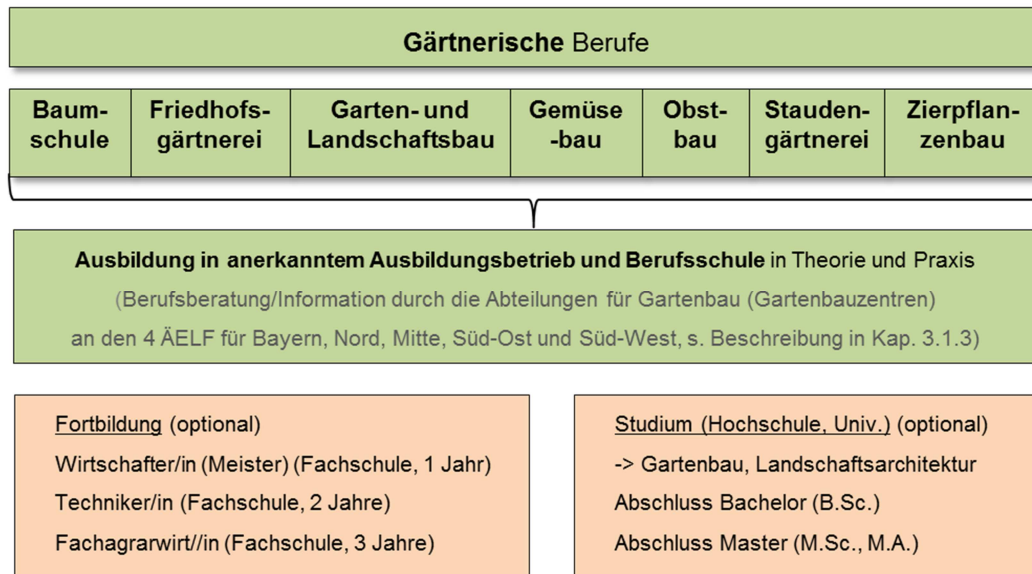 Gärtnerische Berufe
Baum-
schule
Friedhofs-
gärtnerei
Garten- und
Landschaftsbau
Gemüse
-bau
Obst-
bau
Stauden-
gärtnerei
Zierpflan-
zenbau
Ausbildung in anerkanntem Ausbildungsbetrieb und Berufsschule in Theorie und Praxis
(Berufsberatung/Information durch die Abteilungen für Gartenbau (Gartenbauzentren)
an den 4 ÄELF für Bayern, Nord, Mitte, Süd-Ost und Süd-West, s. Beschreibung in Kap. 3.1.3)
Fortbildung (optional)
Wirtschafter/in (Meister) (Fachschule, 1 Jahr)
Techniker/in (Fachschule, 2 Jahre)
Fachagrarwirt//in (Fachschule, 3 Jahre)
Studium (Hochschule, Univ.) (optional)
-> Gartenbau, Landschaftsarchitektur
Abschluss Bachelor (B.Sc.)
Abschluss Master (M.Sc., M.A.)